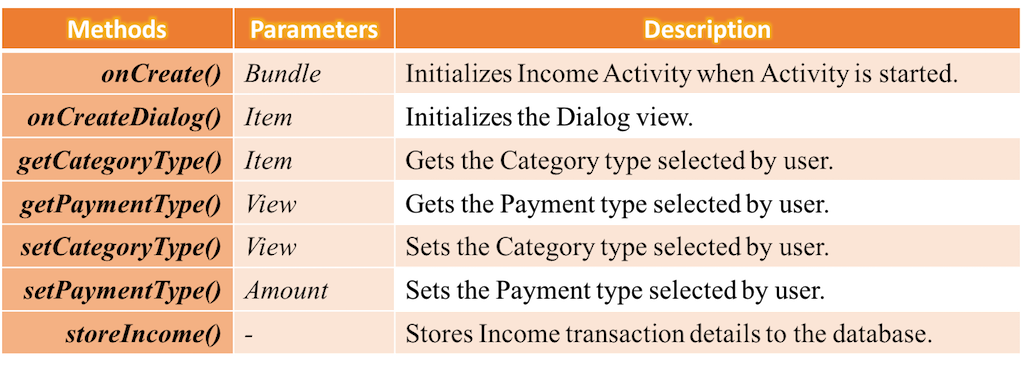 Methods Parameters Description
onCreate() Bundle Initializes Income Activity when Activity is started.
onCreateDialog() Item Initializes the Dialog view.
getCategoryType() Item Gets the Category type selected by user.
getPaymentType() View Gets the Payment type selected by user.
setCategoryType() View Sets the Category type selected by user.
setPaymentType() Amount Sets the Payment type selected by user.
storeIncome() - Stores Income transaction details to the database.